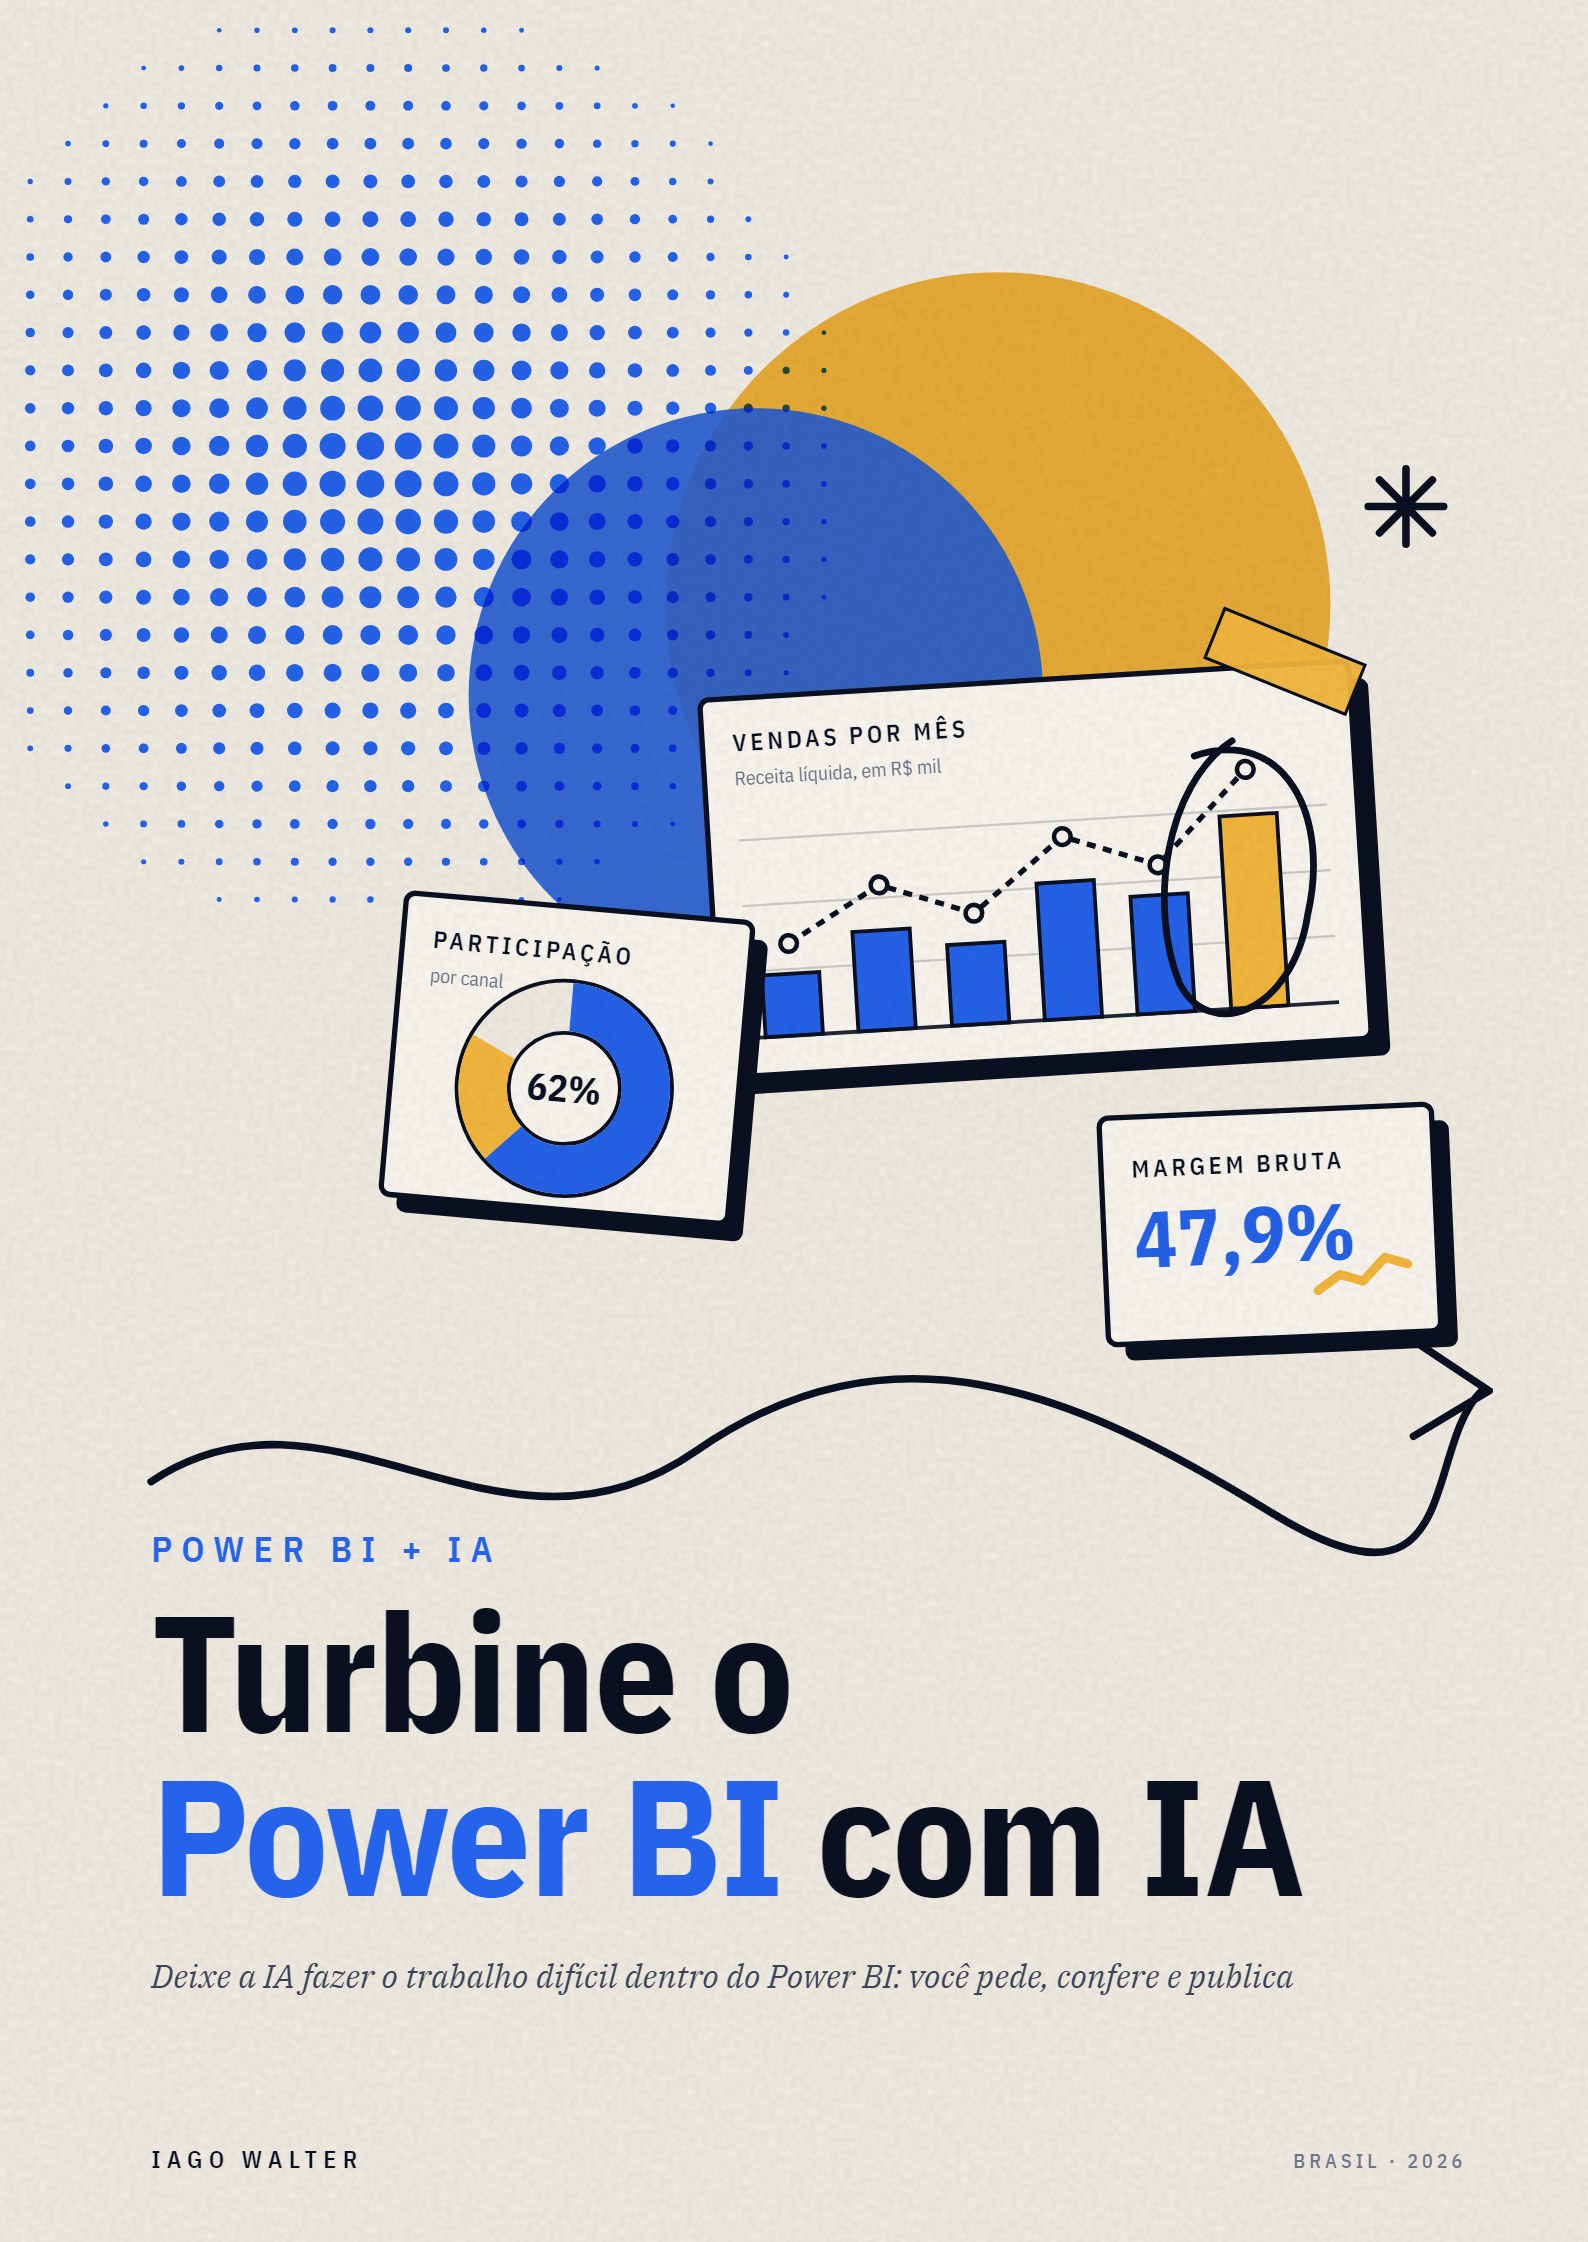 VENDAS POR MÊS
Receita líquida, em R$ mil
PARTICIPAÇÃO
por canal
62%
MARGEM BRUTA
47,9%
POWER BI + IA
Turbine o
Power BI com IA
Deixe a IA fazer o trabalho difícil dentro do Power BI: você pede, confere e publica
IAGO WALTER
BRASIL · 2026